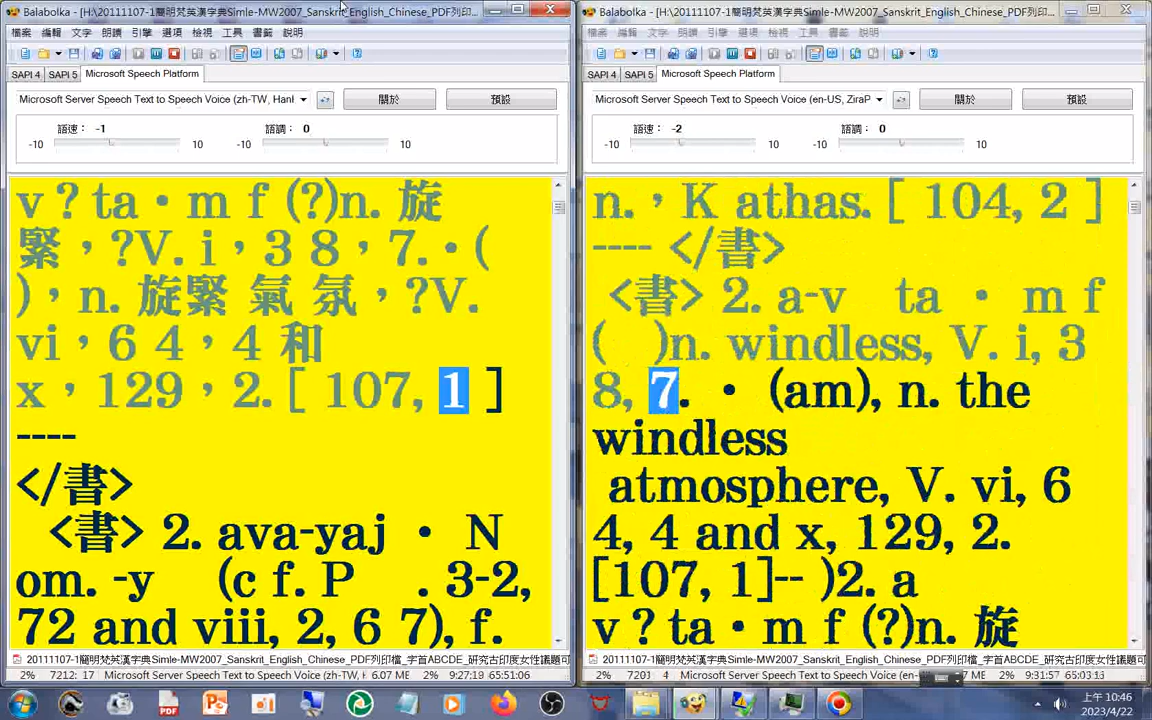 Balabolka - [H:\20111107-1簡明梵英漢字典Simle-MW2007_Sanskrit_English_Chinese_PDF列印
檔案 編輯 文字 朗讀 引擎 選項 檢視 工具 書籤 說明
SAPI 4 SAPI 5 Microsoft Speech Platform
Microsoft Server Speech Text to Speech Voice (zh-TW, Hanl
關於 預設
語速： -1 語調： 0
-10 10 -10 10
v ? ta · m f (?)n. 旋
緊，?V. i，3 8，7. · (
)，n. 旋緊 氣 氛，?V.
vi，6 4，4 和
x，129，2. [ 107, 1 ]
----
</書>
<書> 2. ava-yaj · N
om. -y (c f. P . 3-2,
72 and viii, 2, 6 7), f.
20111107-1簡明梵英漢字典Simle-MW2007_Sanskrit_English_Chinese_PDF列印檔_字首ABCDE_研究古印度女性議題可
2% 7212: 17 Microsoft Server Speech Text to Speech Voice (zh-TW, H 6.07 MB 2% 9:27:19 65:51:06
Balabolka - [H:\20111107-1簡明梵英漢字典Simle-MW2007_Sanskrit_English_Chinese_PDF列印
檔案 編輯 文字 朗讀 引擎 選項 檢視 工具 書籤 說明
SAPI 4 SAPI 5 Microsoft Speech Platform
Microsoft Server Speech Text to Speech Voice (en-US, ZiraP
關於 預設
語速： -2 語調： 0
-10 10 -10 10
n.，K athas. [ 104, 2 ]
---- </書>
<書> 2. a-v ta · m f
( )n. windless, V. i, 3
8, 7. · (am), n. the
windless
atmosphere, V. vi, 6
4, 4 and x, 129, 2.
[107, 1]-- )2. a
v ? ta · m f (?)n. 旋
20111107-1簡明梵英漢字典Simle-MW2007_Sanskrit_English_Chinese_PDF列印檔_字首ABCDE_研究古印度女性議題可
2% 7201 4 Microsoft Server Speech Text to Speech Voice 2% 9:31:57 65:03:13
上午 10:46
2023/4/22